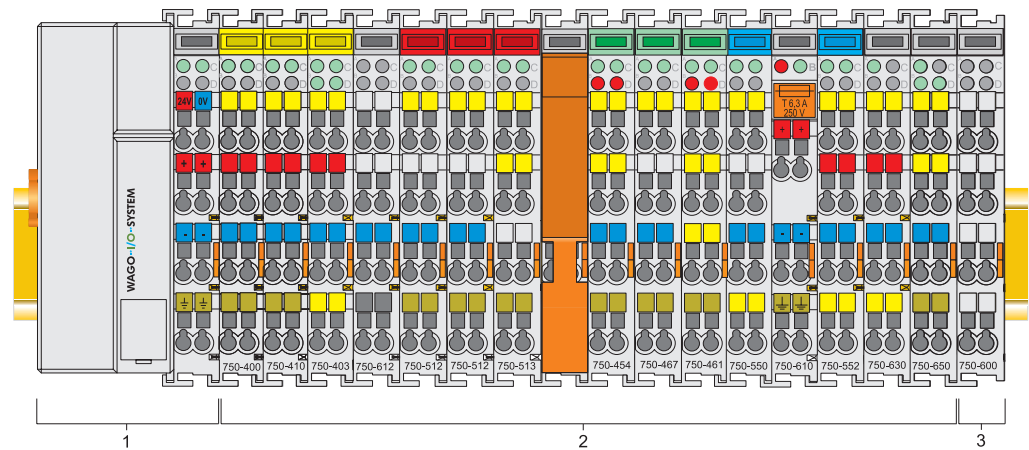 C C C C C C C C C C C B C C C C
D D D D D D D D D D D D D D D
24V 0V
T 6,3 A
250 V
+ +
+ +
WAGO-I/O-SYSTEM
- -
- -
750-400 750-410 750-403 750-612 750-512 750-512 750-513 750-454 750-467 750-461 750-550 750-610 750-552 750-630 750-650 750-600
1 2 3